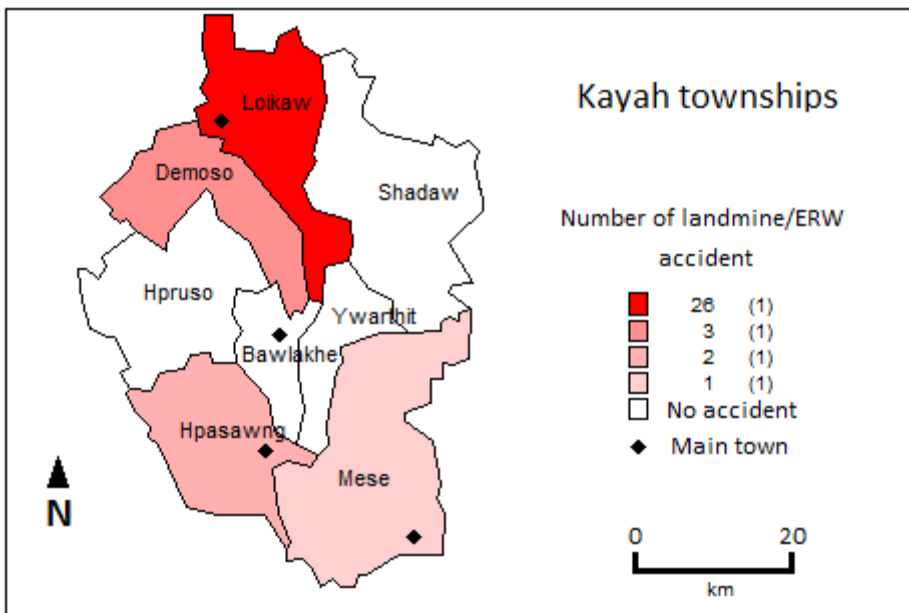 Kayah townships
Loikaw
Demoso
Shadaw
Hpruso
Ywarthit
Bawlakhe
Hpasawng
Mese
N
Number of landmine/ERW
accident
26 (1)
3 (1)
2 (1)
1 (1)
No accident
Main town
0 20
km